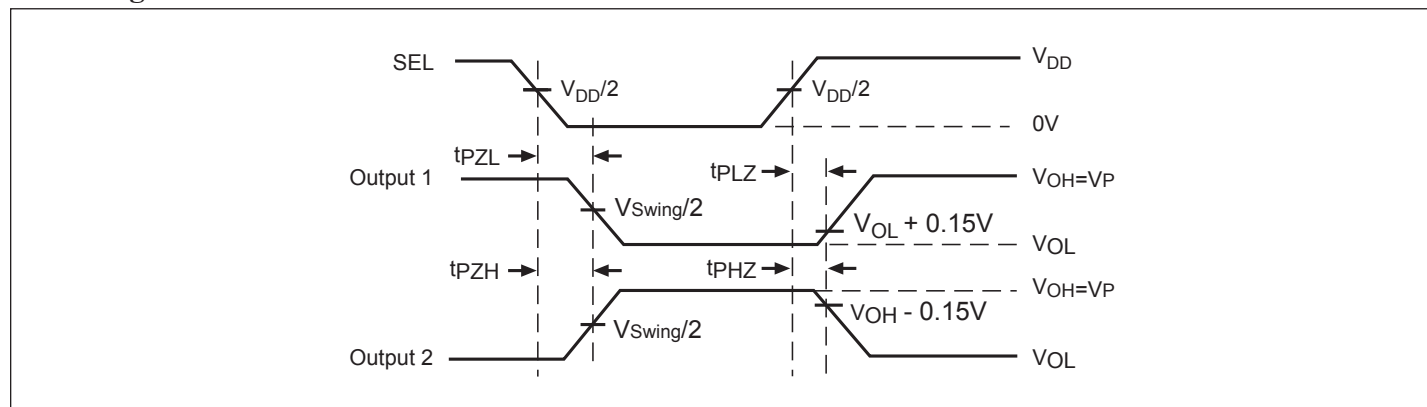 SEL
VDD/2
VDD/2
VDD
0V
tPZL
tPLZ
Output 1
VSwing/2
VOH=VP
VOL + 0.15V
VOL
tPZH
tPHZ
VOH=VP
VOH - 0.15V
VSwing/2
Output 2
VOL